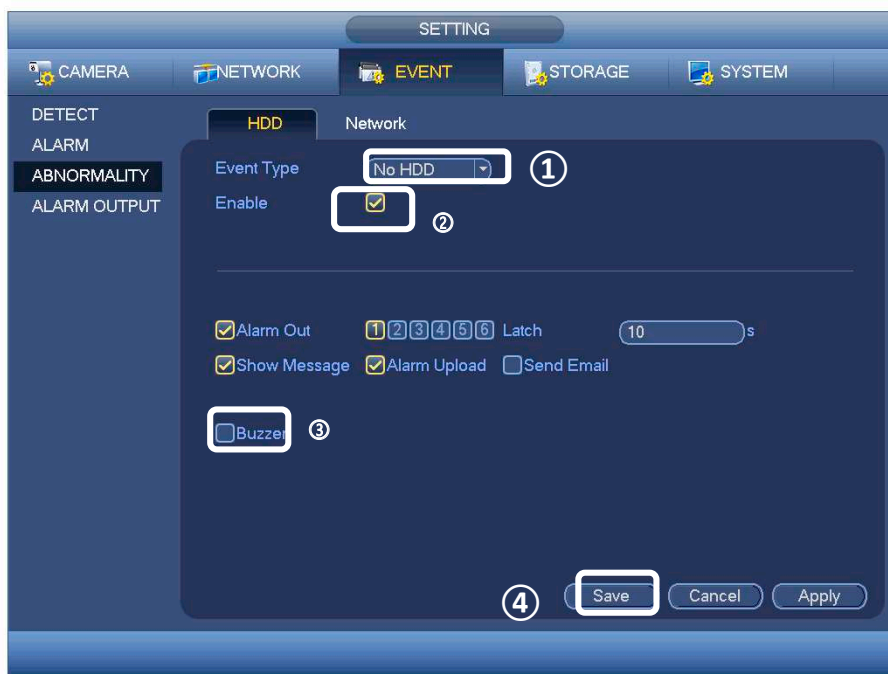 SETTING
CAMERA NETWORK EVENT STORAGE SYSTEM
DETECT
ALARM
ABNORMALITY
ALARM OUTPUT
HDD Network
Event Type No HDD ①
Enable ②
Alarm Out 1 2 3 4 5 6 Latch 10 s
Show Message Alarm Upload Send Email
Buzzer ③
④ Save Cancel Apply